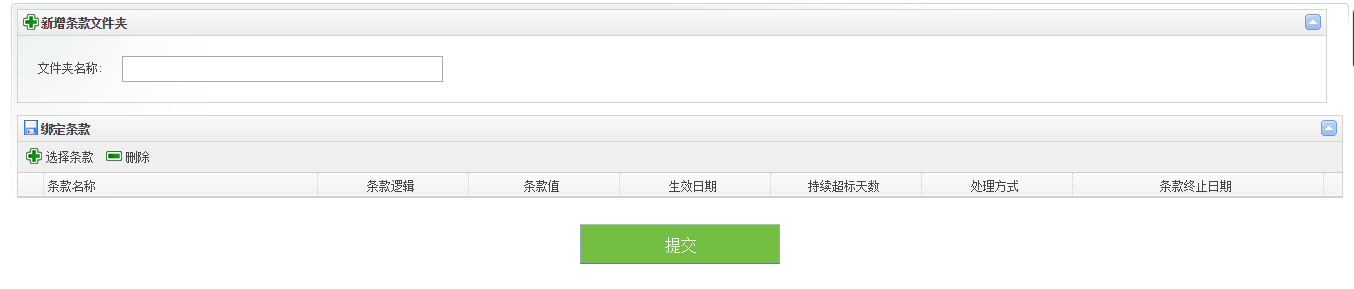 新增条款文件夹
文件夹名称：
绑定条款
选择条款 删除
条款名称 条款逻辑 条款值 生效日期 持续超标天数 处理方式 条款终止日期
提交